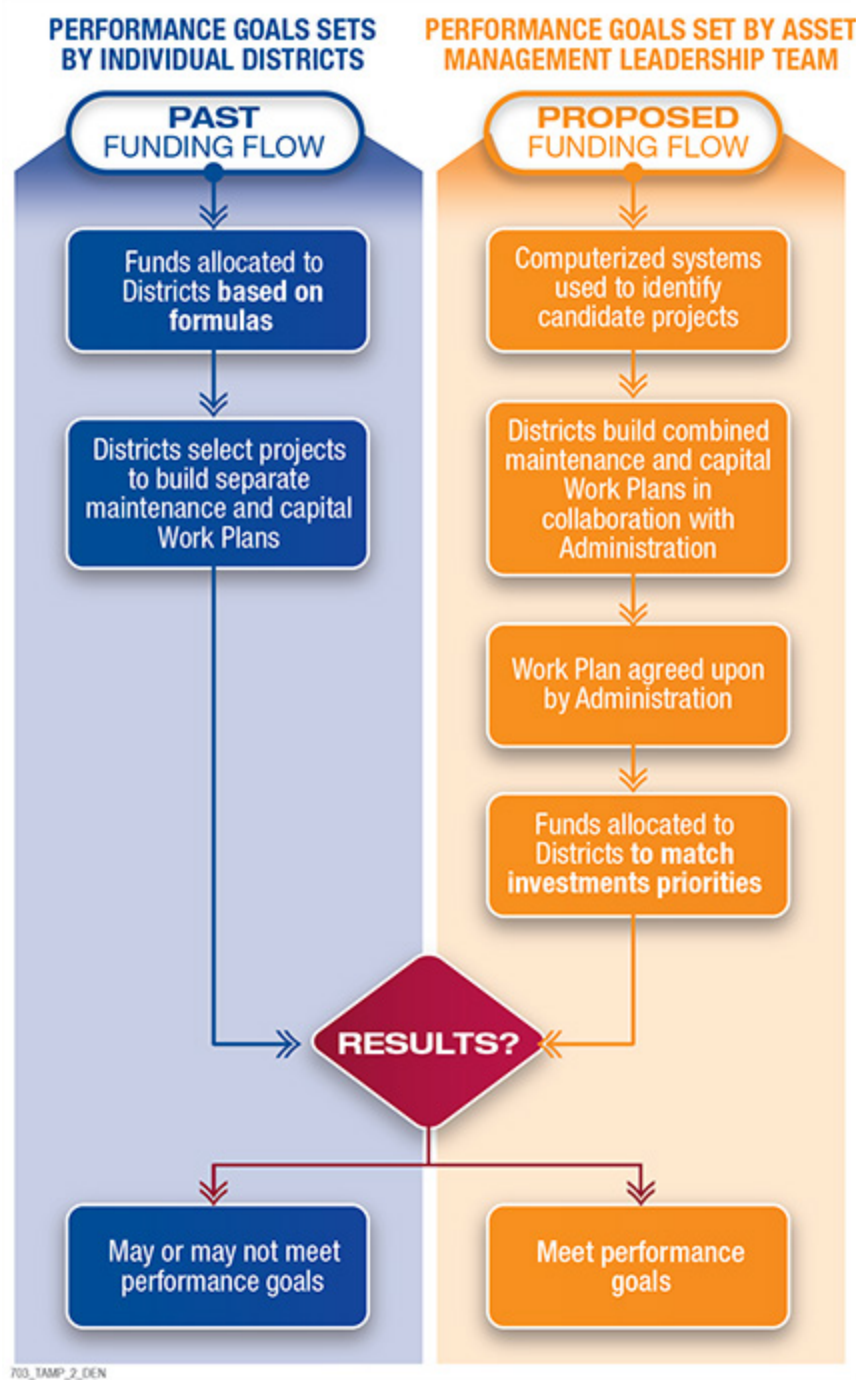 PERFORMANCE GOALS SETS
BY INDIVIDUAL DISTRICTS
PAST
FUNDING FLOW
Funds allocated to
Districts based on
formulas
Districts select projects
to build separate
maintenance and capital
Work Plans
PERFORMANCE GOALS SET BY ASSET
MANAGEMENT LEADERSHIP TEAM
PROPOSED
FUNDING FLOW
Computerized systems
used to identify
candidate projects
Districts build combined
maintenance and capital
Work Plans in
collaboration with
Administration
Work Plan agreed upon
by Administration
Funds allocated to
Districts to match
investments priorities
RESULTS?
May or may not meet
performance goals
Meet performance
goals
703_TAMP_2_DEN